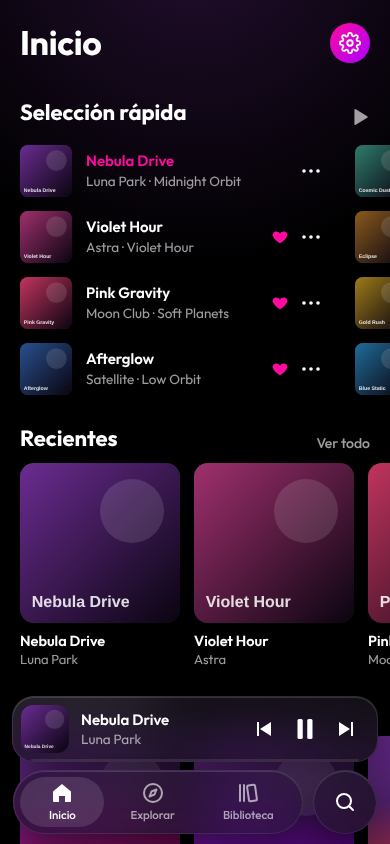 Inicio
Selección rápida
Nebula Drive
Nebula Drive
Luna Park · Midnight Orbit
Cosmic Dust
Violet Hour
Violet Hour
Astra · Violet Hour
Eclipse
Pink Gravity
Pink Gravity
Moon Club · Soft Planets
Gold Rush
Afterglow
Afterglow
Satellite · Low Orbit
Blue Static
Recientes
Ver todo
Nebula Drive
Violet Hour
Nebula Drive
Luna Park
Violet Hour
Astra
Nebula Drive
Nebula Drive
Luna Park
Inicio
Explorar
Biblioteca